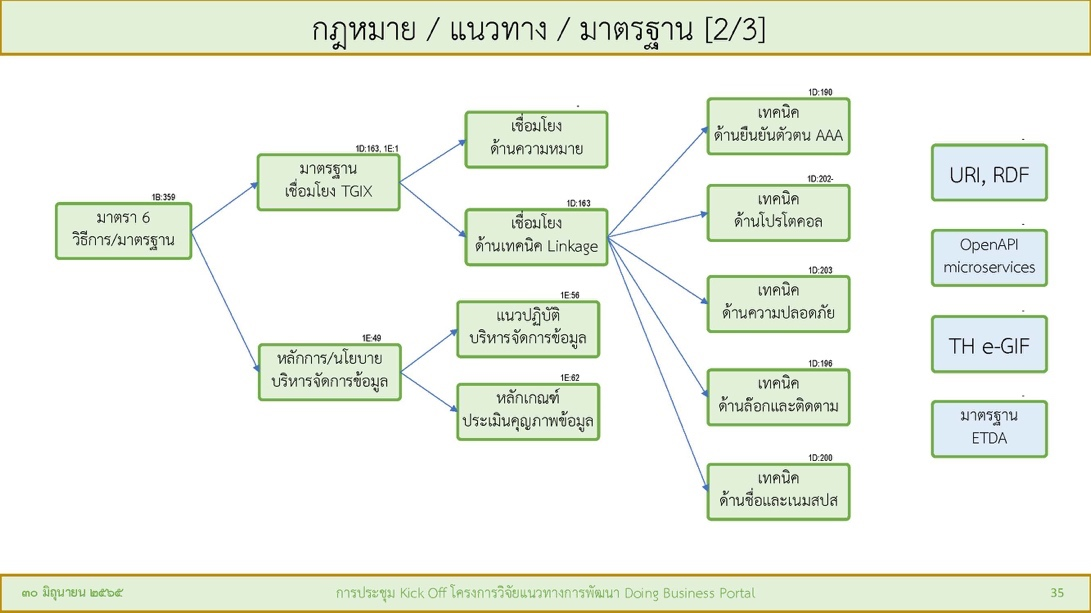 กฎหมาย / แนวทาง / มาตรฐาน [2/3]
1B:359
มาตรา 6
วิธีการ/มาตรฐาน
1D:163, 1E:1
มาตรฐาน
เชื่อมโยง TGIX
1E:49
หลักการ/นโยบาย
บริหารจัดการข้อมูล
-
เชื่อมโยง
ด้านความหมาย
1D:163
เชื่อมโยง
ด้านเทคนิค Linkage
1E:56
แนวปฏิบัติ
บริหารจัดการข้อมูล
1E:62
หลักเกณฑ์
ประเมินคุณภาพข้อมูล
1D:190
เทคนิค
ด้านยืนยันตัวตน AAA
1D:202-
เทคนิค
ด้านโปรโตคอล
1D:203
เทคนิค
ด้านความปลอดภัย
1D:196
เทคนิค
ด้านล๊อกและติดตาม
1D:200
เทคนิค
ด้านชื่อและเนมสปส
-
URI, RDF
-
OpenAPI
microservices
-
TH e-GIF
-
มาตรฐาน
ETDA
๓๐ มิถุนายน ๒๕๖๕
การประชุม Kick Off โครงการวิจัยแนวทางการพัฒนา Doing Business Portal
35